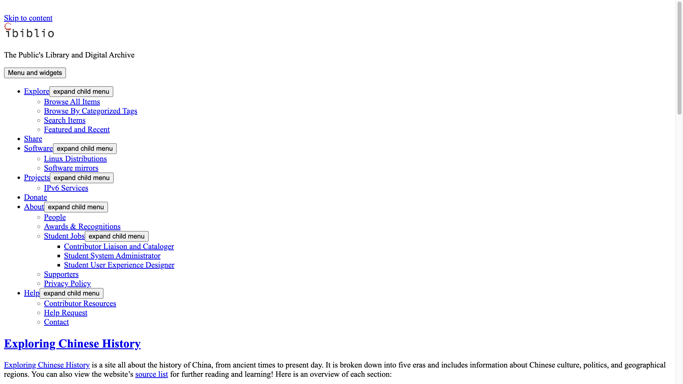 Skip to content
ibiblio
The Public's Library and Digital Archive
Menu and widgets
Explore expand child menu
Browse All Items
Browse By Categorized Tags
Search Items
Featured and Recent
Share
Software expand child menu
Linux Distributions
Software mirrors
Projects expand child menu
IPv6 Services
Donate
About expand child menu
People
Awards & Recognitions
Student Jobs expand child menu
Contributor Liaison and Cataloger
Student System Administrator
Student User Experience Designer
Supporters
Privacy Policy
Help expand child menu
Contributor Resources
Help Request
Contact
Exploring Chinese History
Exploring Chinese History is a site all about the history of China, from ancient times to present day. It is broken down into five eras and includes information about Chinese culture, politics, and geographical
regions. You can also view the website's source list for further reading and learning! Here is an overview of each section: